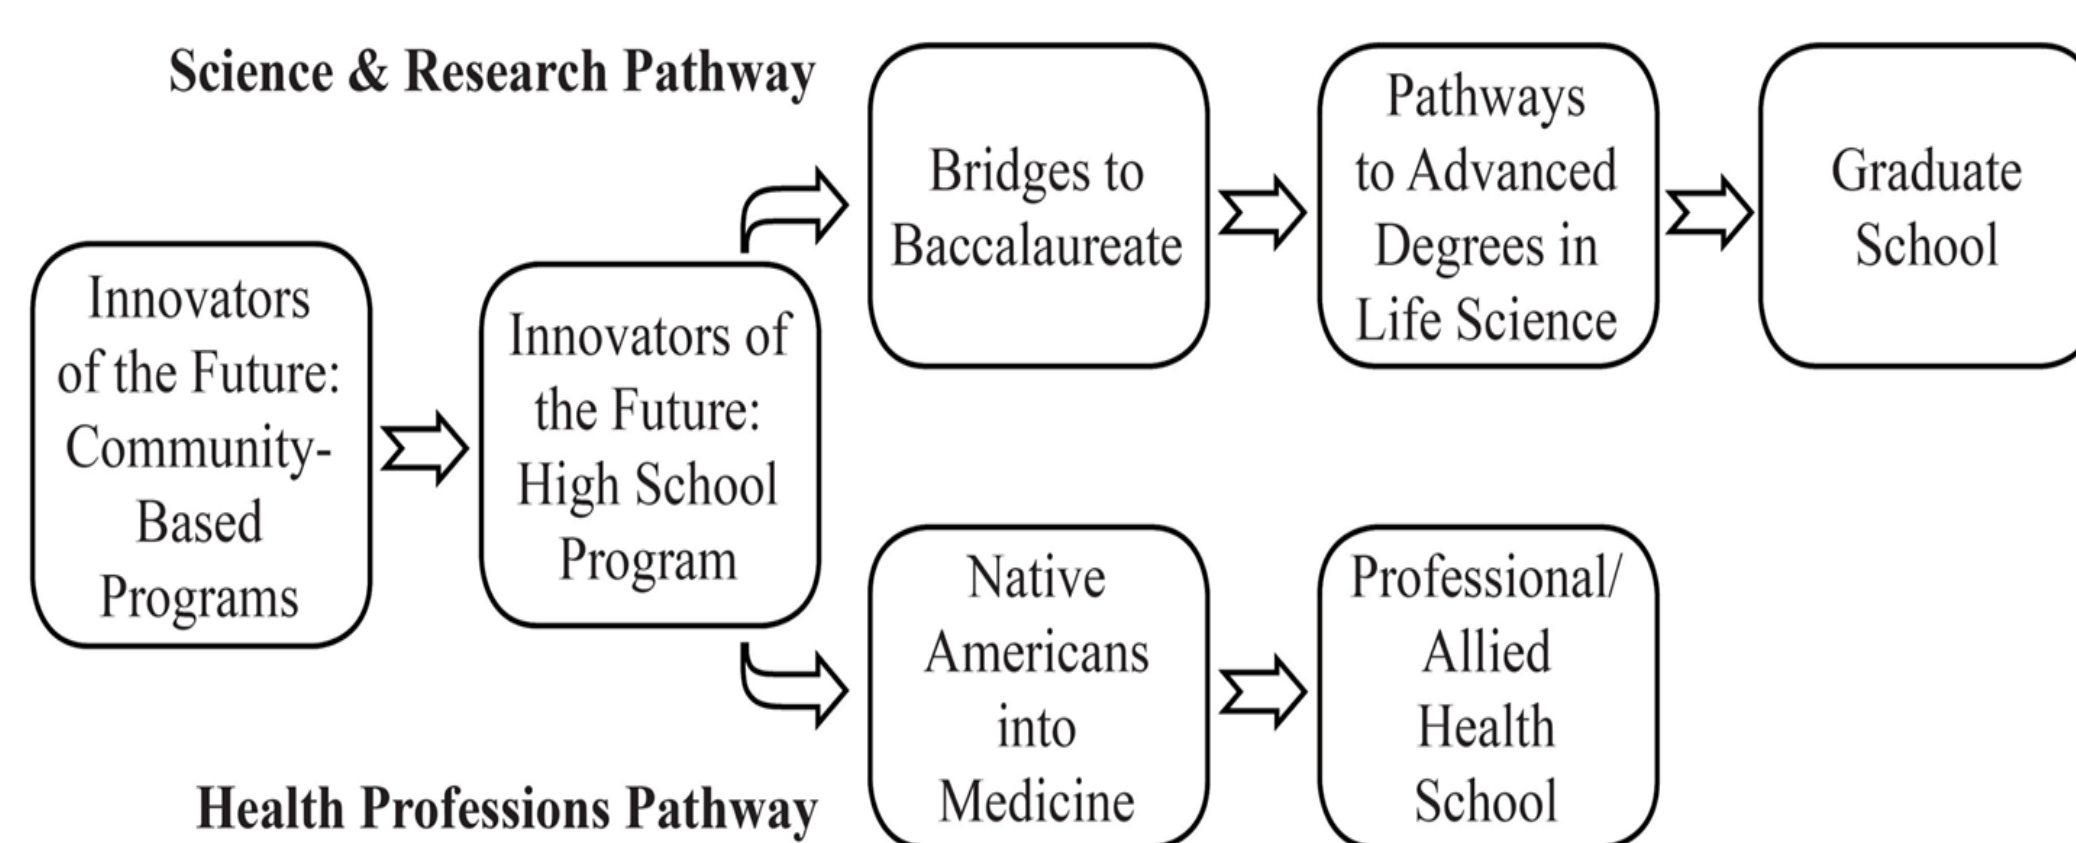 Science & Research Pathway
Innovators
of the Future:
Community-
Based
Programs
Innovators of
the Future:
High School
Program
Bridges to
Baccalaureate
Pathways
to Advanced
Degrees in
Life Science
Graduate
School
Health Professions Pathway
Native
Americans
into
Medicine
Professional/
Allied
Health
School